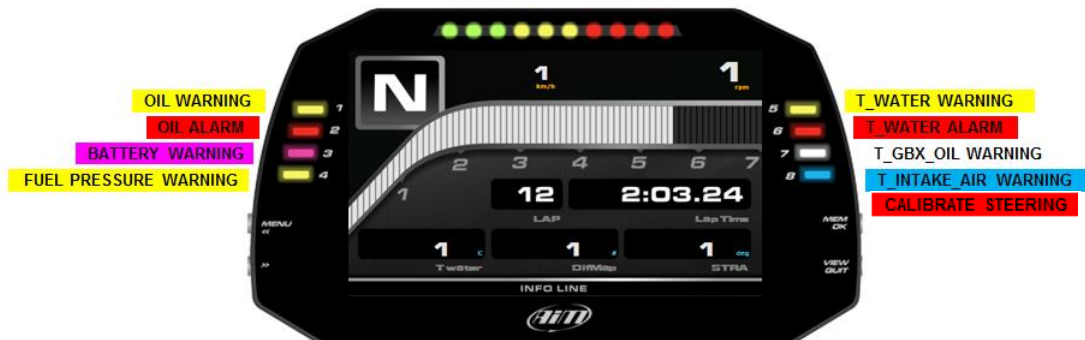 N
1
km/h
1
rpm
OIL WARNING
1
5
T_WATER WARNING
OIL ALARM
2
6
T_WATER ALARM
BATTERY WARNING
3
7
T_GBX_OIL WARNING
FUEL PRESSURE WARNING
4
8
T_INTAKE_AIR WARNING
CALIBRATE STEERING
1 2 3 4 5 6 7
12
2:03.24
LAP
Lap Time
MENU
<<
MEM
OK
1 C
1 #
1 deg
Twater
DifMap
STRA
>>
VIEW
QUIT
INFO LINE
AiM